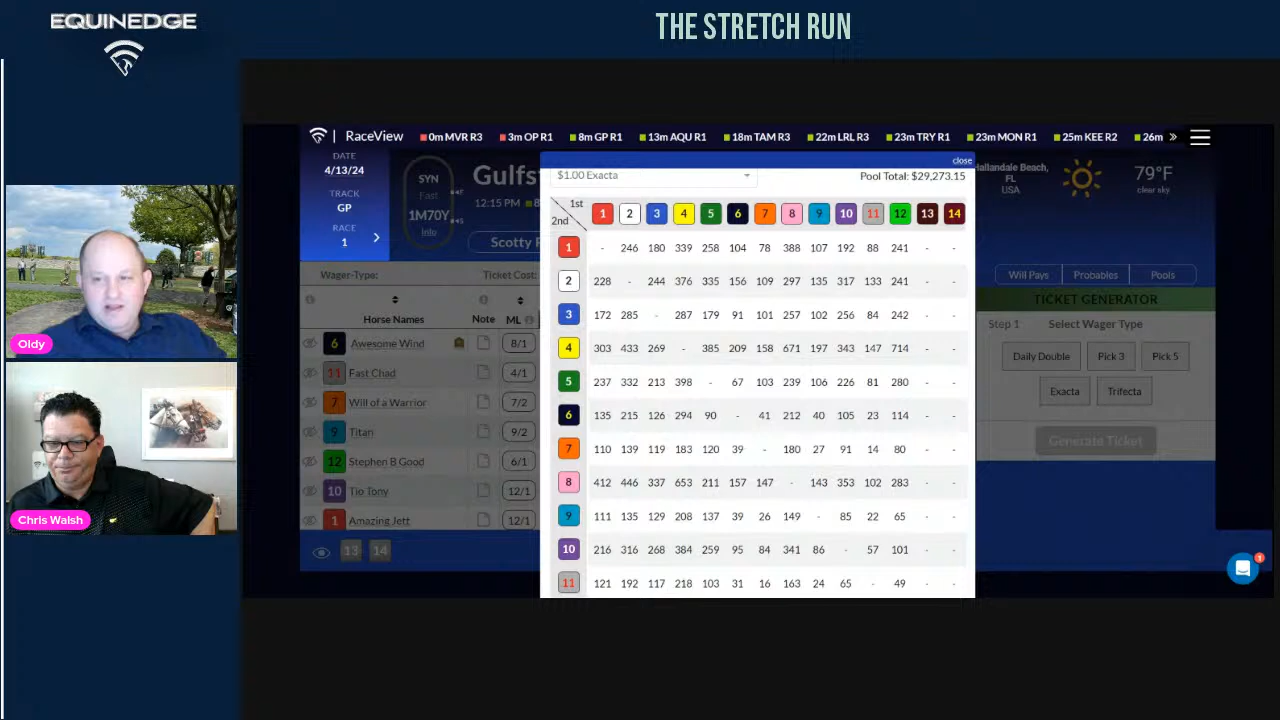 EQUINEDGE
THE STRETCH RUN
RaceView
0m MVR R3
3m OP R1
8m GP R1
13m AQU R1
18m TAM R3
22m LRL R3
23m TRY R1
23m MON R1
25m KEE R2
26m
»
DATE
4/13/24
TRACK
GP
RACE
1
SYN
Fast
1M70Y
Info
Gulfst
12:15 PM
Scotty
Hallandale Beach,
FL
USA
79°F
clear sky
close
$1.00 Exacta
Pool Total: $29,273.15
1st
2nd
1 2 3 4 5 6 7 8 9 10 11 12 13 14
1 - 246 180 339 258 104 78 388 107 192 88 241 - -
2 228 - 244 376 335 156 109 297 135 317 133 241 - -
3 172 285 - 287 179 91 101 257 102 256 84 242 - -
4 303 433 269 - 385 209 158 671 197 343 147 714 - -
5 237 332 213 398 - 67 103 239 106 226 81 280 - -
6 135 215 126 294 90 - 41 212 40 105 23 114 - -
7 110 139 119 183 120 39 - 180 27 91 14 80 - -
8 412 446 337 653 211 157 147 - 143 353 102 283 - -
9 111 135 129 208 137 39 26 149 - 85 22 65 - -
10 216 316 268 384 259 95 84 341 86 - 57 101 - -
11 121 192 117 218 103 31 16 163 24 65 - 49 - -
Wager-Type:
Ticket Cost:
Horse Names
Note
ML
6 Awesome Wind 8/1
11 Fast Chad 4/1
7 Will of a Warrior 7/2
9 Titan 9/2
12 Stephen B Good 6/1
10 Tio Tony 12/1
1 Amazing Jett 12/1
13 14
Will Pays
Probables
Pools
TICKET GENERATOR
Step 1
Select Wager Type
Daily Double
Pick 3
Pick 5
Exacta
Trifecta
Generate Ticket
1
Oldy
Chris Walsh